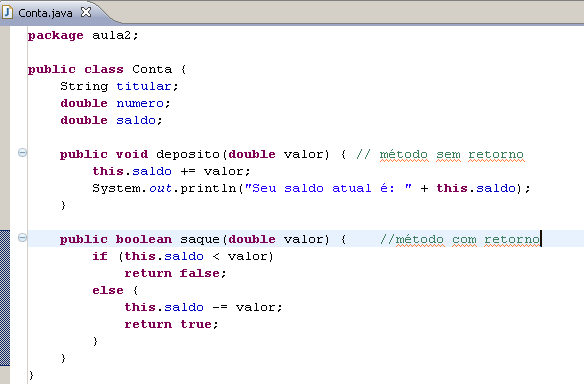 Conta.java
package aula2;
public class Conta {
String titular;
double numero;
double saldo;
public void deposito(double valor) { // método sem retorno
this.saldo += valor;
System.out.println("Seu saldo atual é: " + this.saldo);
}
public boolean saque(double valor) { //método com retorno
if (this.saldo < valor)
return false;
else {
this.saldo -= valor;
return true;
}
}
}